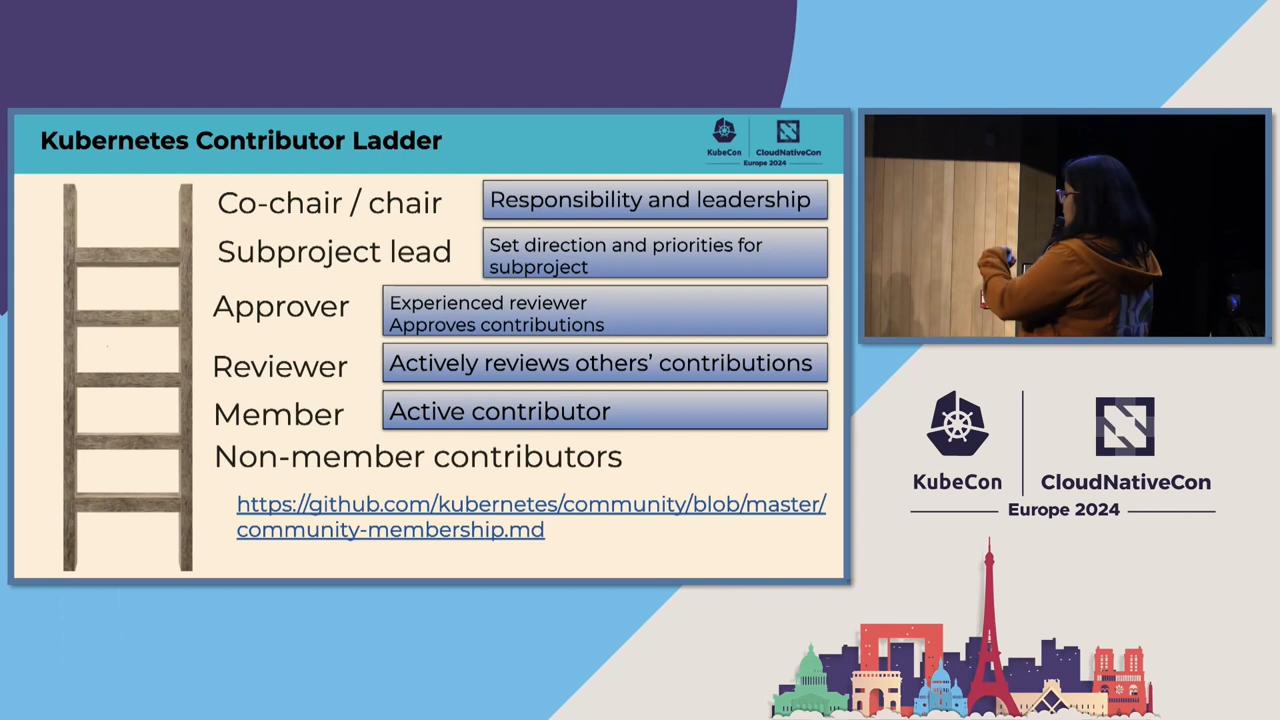 Kubernetes Contributor Ladder
KubeCon
CloudNativeCon
Europe 2024
Co-chair / chair
Responsibility and leadership
Subproject lead
Set direction and priorities for
subproject
Approver
Experienced reviewer
Approves contributions
Reviewer
Actively reviews others’ contributions
Member
Active contributor
Non-member contributors
https://github.com/kubernetes/community/blob/master/
community-membership.md
KubeCon
CloudNativeCon
Europe 2024